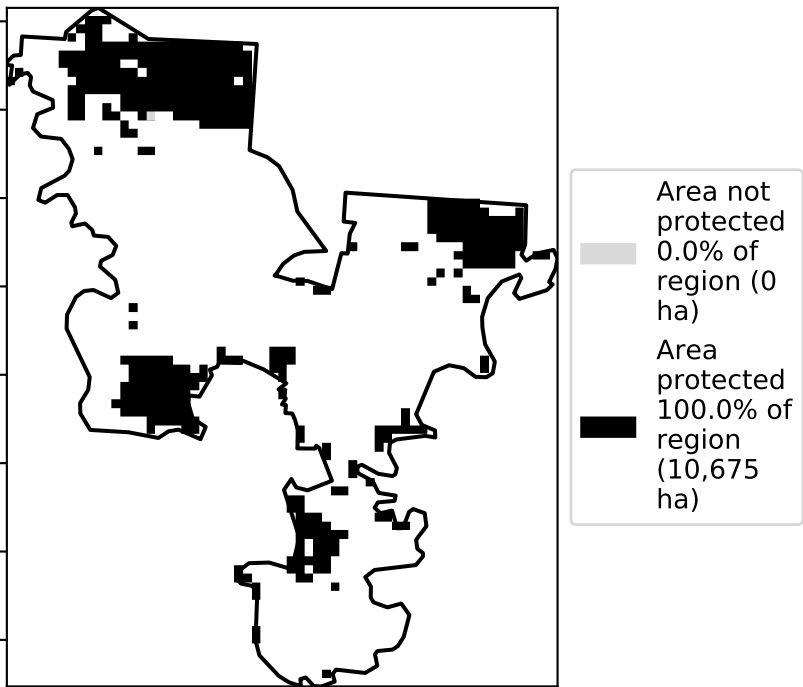 Area not
protected
0.0% of
region (0
ha)
Area
protected
100.0% of
region
(10,675
ha)